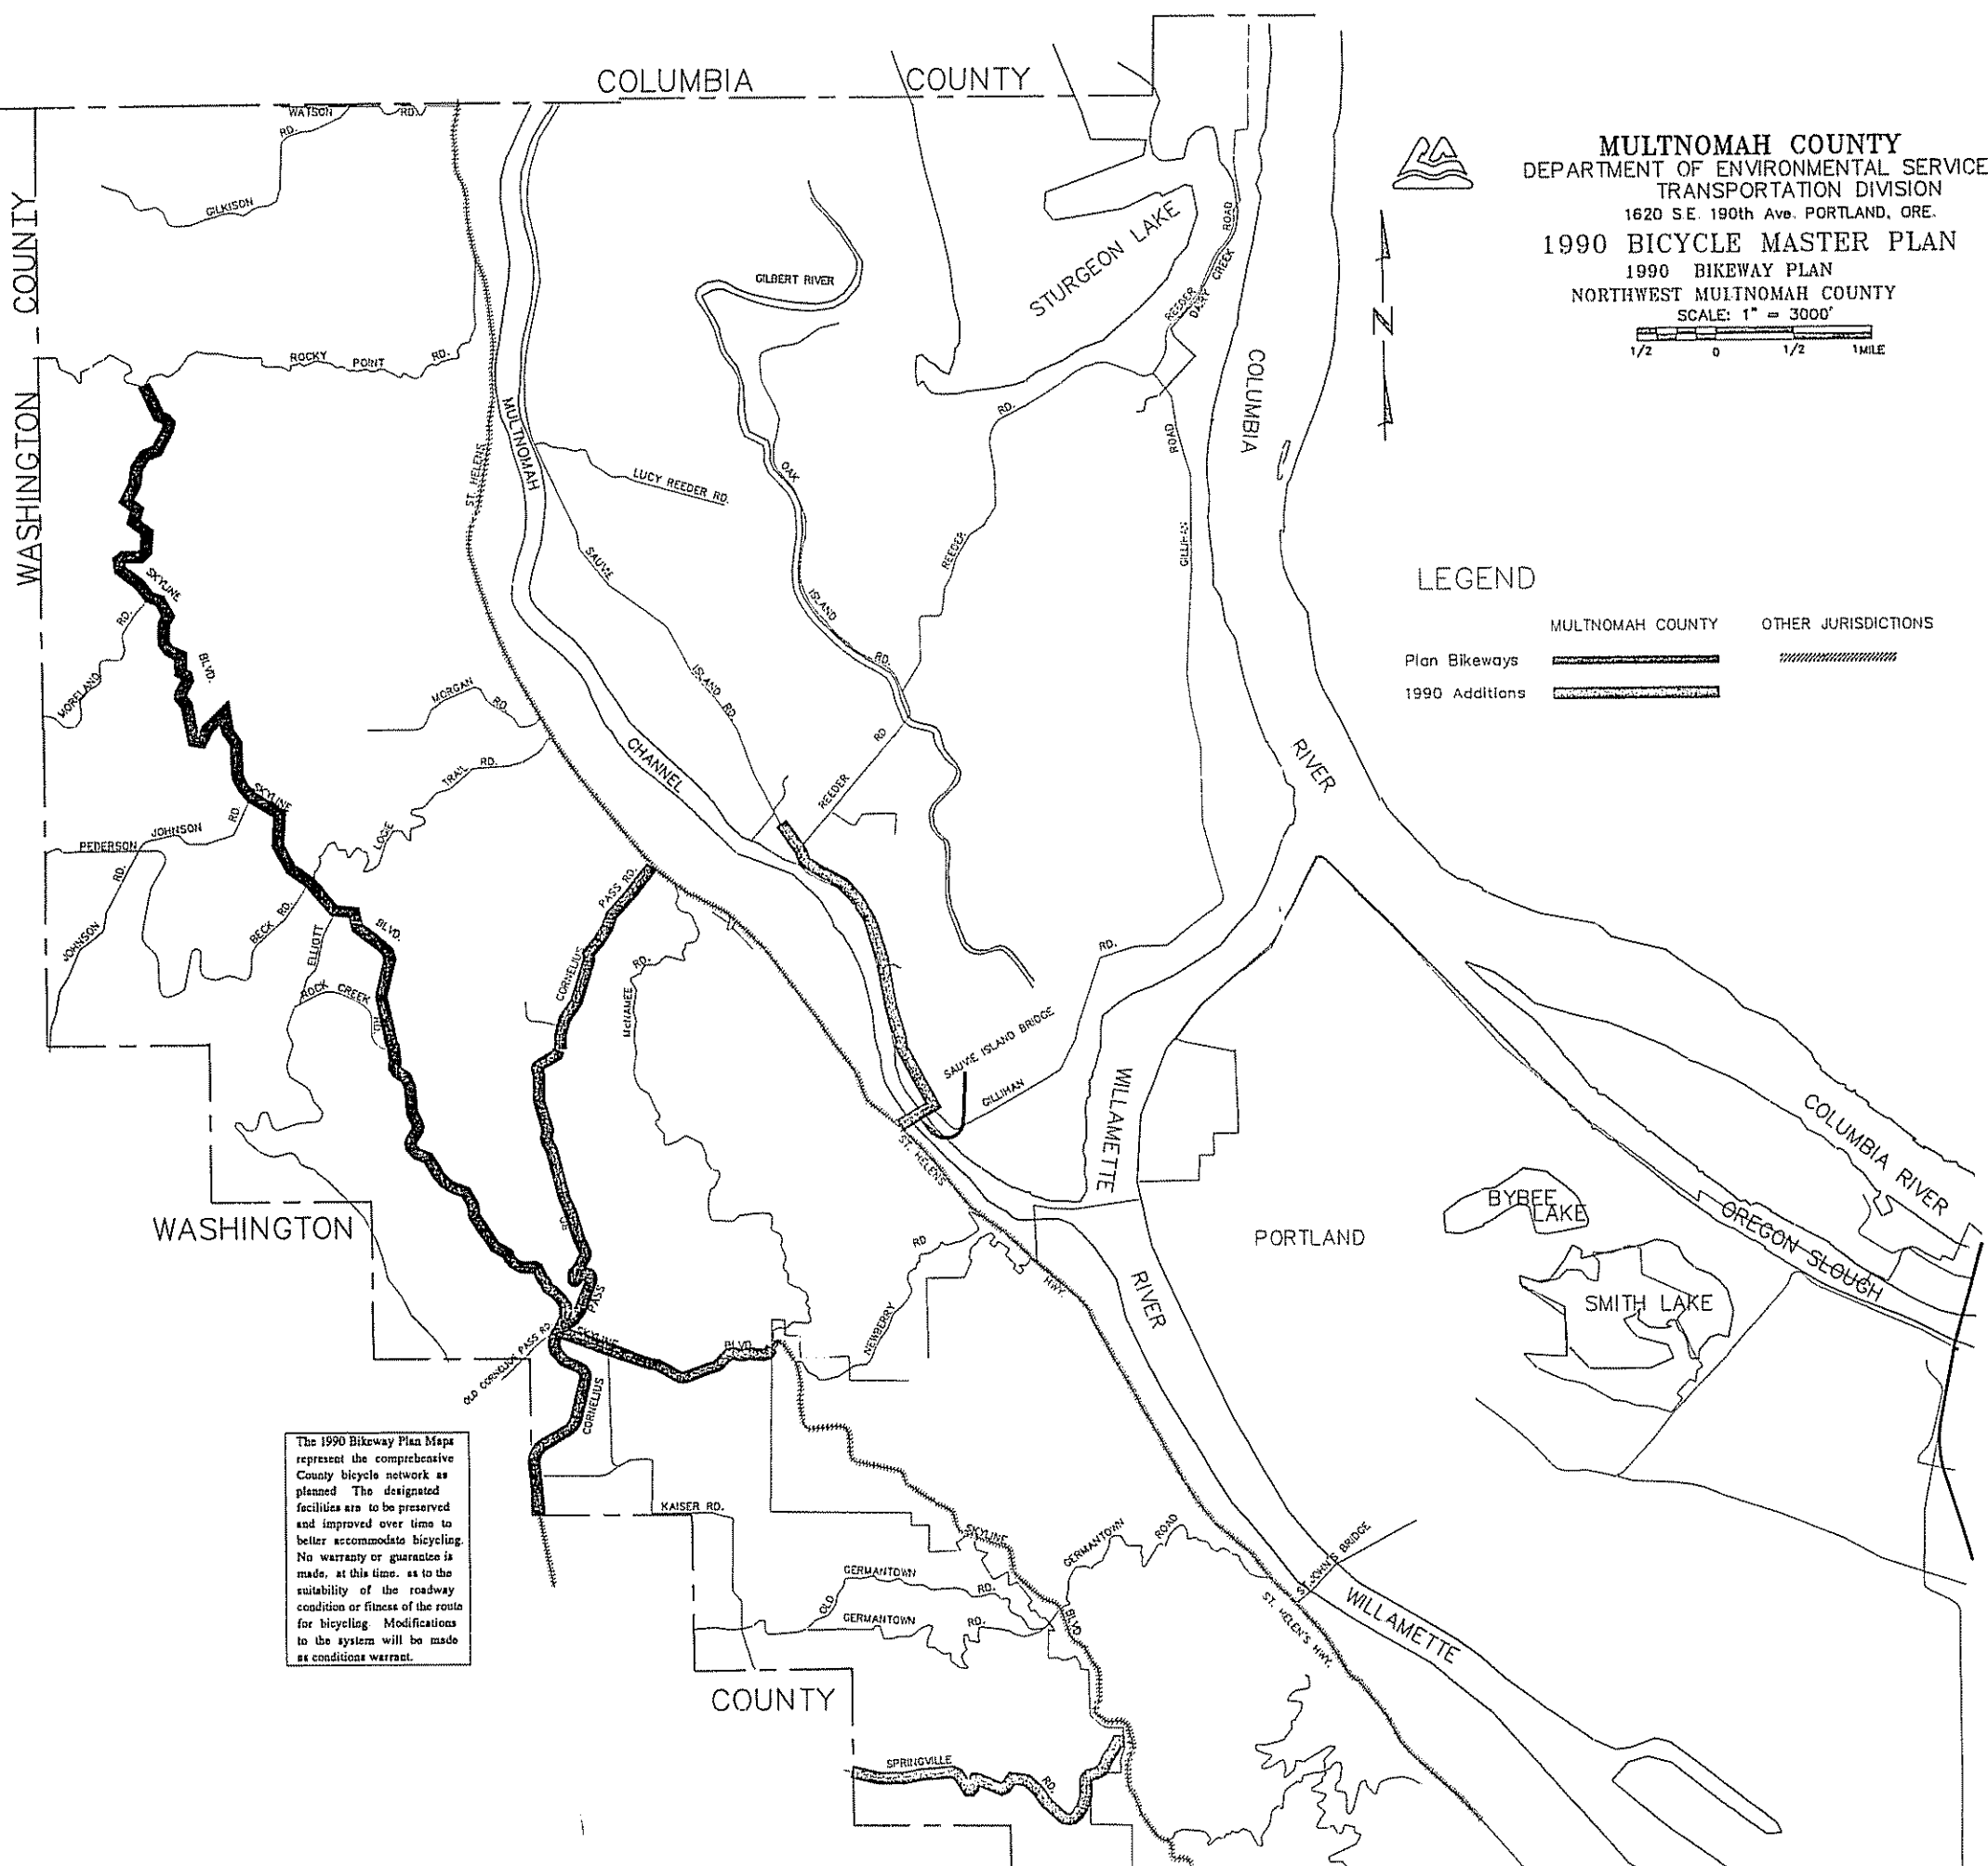 COLUMBIA COUNTY
WATSON RD.
RD.
GILKISON
WASHINGTON COUNTY
MULTNOMAH COUNTY
DEPARTMENT OF ENVIRONMENTAL SERVICE
TRANSPORTATION DIVISION
1620 S.E. 190th Ave. PORTLAND, ORE.
1990 BICYCLE MASTER PLAN
1990 BIKEWAY PLAN
NORTHWEST MULTNOMAH COUNTY
SCALE: 1" = 3000'
1/2 0 1/2 1MILE
N
STURGEON LAKE
GILBERT RIVER
REEDER ROAD
DAIRY CREEK
ROCKY POINT RD.
MULTNOMAH
CHANNEL
ST. HELENS
LUCY REEDER RD.
OAK
ISLAND
RD.
REEDER
RD.
GILLIHAN
ROAD
COLUMBIA
RIVER
SAUVIE
ISLAND
RD.
SKYLINE
BLVD.
MORELAND
RD.
MORGAN
RD.
LOGIE
TRAIL RD.
REEDER
RD
LEGEND
MULTNOMAH COUNTY OTHER JURISDICTIONS
Plan Bikeways
1990 Additions
SKYLINE
BLVD.
PEDERSON
JOHNSON
RD.
JOHNSON
RD.
BECK RD.
ELLIOTT
ROCK CREEK
RD.
CORNELIUS
PASS RD.
McNAMEE
RD.
SAUVIE ISLAND BRIDGE
GILLIHAN
RD.
ST. HELENS
HWY.
WILLAMETTE
RIVER
PORTLAND
COLUMBIA RIVER
OREGON SLOUGH
BYBEE
LAKE
SMITH LAKE
WASHINGTON
NEWBERRY
RD
PASS
OLD CORNELIUS PASS RD
SKYLINE
BLVD
CORNELIUS
KAISER RD.
The 1990 Bikeway Plan Maps
represent the comprehensive
County bicycle network as
planned The designated
facilities are to be preserved
and improved over time to
better accommodate bicycling.
No warranty or guarantee is
made, at this time. as to the
suitability of the roadway
condition or fitness of the route
for bicycling. Modifications
to the system will be made
as conditions warrant.
SKYLINE
BLVD
GERMANTOWN
ROAD
OLD
GERMANTOWN
RD.
GERMANTOWN
RD.
ST. JOHN'S BRIDGE
ST. HELEN'S HWY.
WILLAMETTE
COUNTY
SPRINGVILLE
RD.